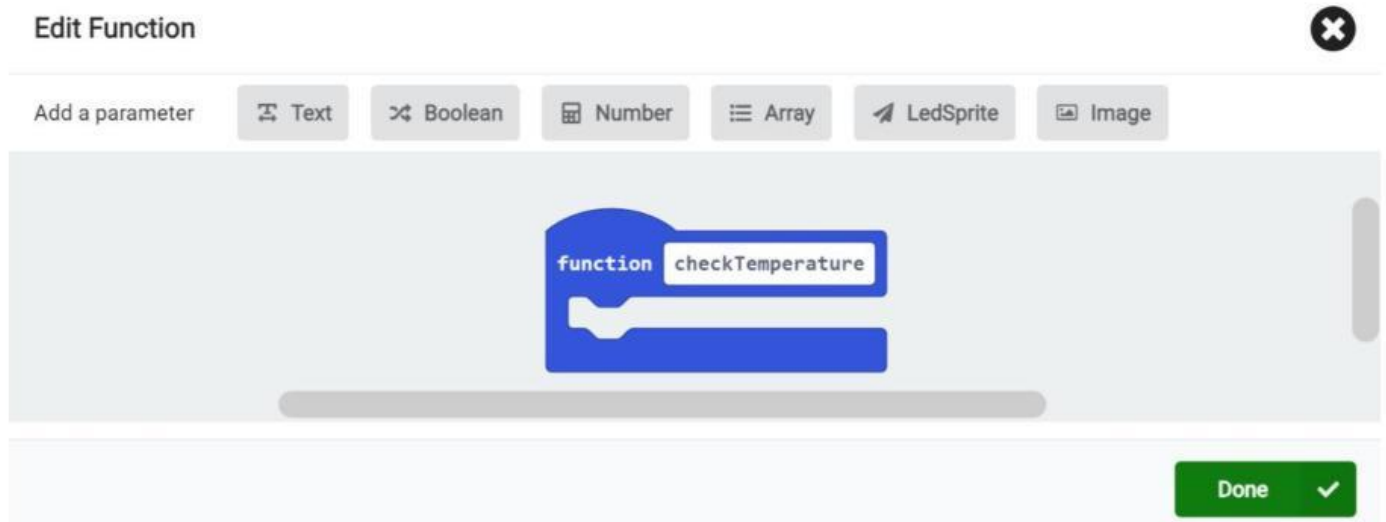 Edit Function
Add a parameter Text Boolean Number Array LedSprite Image
function checkTemperature
Done